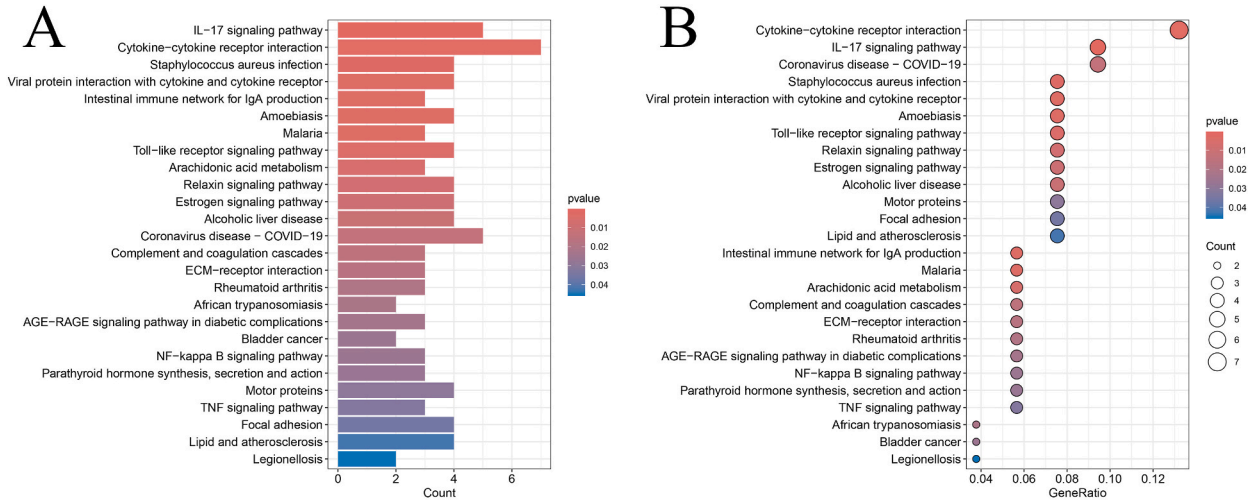 A
IL−17 signaling pathway
Cytokine−cytokine receptor interaction
Staphylococcus aureus infection
Viral protein interaction with cytokine and cytokine receptor
Intestinal immune network for IgA production
Amoebiasis
Malaria
Toll−like receptor signaling pathway
Arachidonic acid metabolism
Relaxin signaling pathway
Estrogen signaling pathway
Alcoholic liver disease
Coronavirus disease − COVID−19
Complement and coagulation cascades
ECM−receptor interaction
Rheumatoid arthritis
African trypanosomiasis
AGE−RAGE signaling pathway in diabetic complications
Bladder cancer
NF−kappa B signaling pathway
Parathyroid hormone synthesis, secretion and action
Motor proteins
TNF signaling pathway
Focal adhesion
Lipid and atherosclerosis
Legionellosis
0 2 4 6
Count
pvalue
0.01
0.02
0.03
0.04
B
Cytokine−cytokine receptor interaction
IL−17 signaling pathway
Coronavirus disease − COVID−19
Staphylococcus aureus infection
Viral protein interaction with cytokine and cytokine receptor
Amoebiasis
Toll−like receptor signaling pathway
Relaxin signaling pathway
Estrogen signaling pathway
Alcoholic liver disease
Motor proteins
Focal adhesion
Lipid and atherosclerosis
Intestinal immune network for IgA production
Malaria
Arachidonic acid metabolism
Complement and coagulation cascades
ECM−receptor interaction
Rheumatoid arthritis
AGE−RAGE signaling pathway in diabetic complications
NF−kappa B signaling pathway
Parathyroid hormone synthesis, secretion and action
TNF signaling pathway
African trypanosomiasis
Bladder cancer
Legionellosis
0.04 0.06 0.08 0.10 0.12
GeneRatio
pvalue
0.01
0.02
0.03
0.04
Count
2
3
4
5
6
7